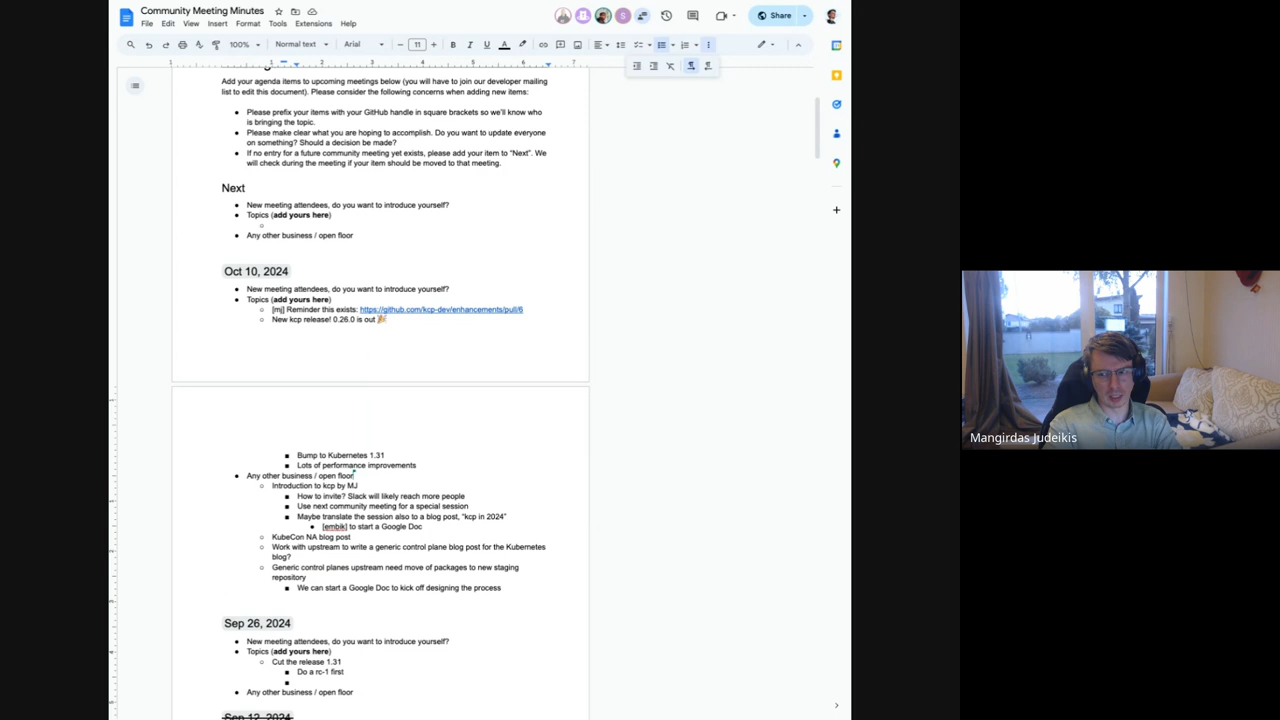 Community Meeting Minutes
File Edit View Insert Format Tools Extensions Help
S
Share
100%
Normal text
Arial
11
B I U A
1 1 2 3 4 5 6 7
Add your agenda items to upcoming meetings below (you will have to join our developer mailing
list to edit this document). Please consider the following concerns when adding new items:
● Please prefix your items with your GitHub handle in square brackets so we'll know who
is bringing the topic.
● Please make clear what you are hoping to accomplish. Do you want to update everyone
on something? Should a decision be made?
● If no entry for a future community meeting yet exists, please add your item to "Next". We
will check during the meeting if your item should be moved to that meeting.
Next
● New meeting attendees, do you want to introduce yourself?
● Topics (add yours here)
○
● Any other business / open floor
Oct 10, 2024
● New meeting attendees, do you want to introduce yourself?
● Topics (add yours here)
○ [mj] Reminder this exists: https://github.com/kcp-dev/enhancements/pull/6
○ New kcp release! 0.26.0 is out 🎉
■ Bump to Kubernetes 1.31
■ Lots of performance improvements
● Any other business / open floor
○ Introduction to kcp by MJ
■ How to invite? Slack will likely reach more people
■ Use next community meeting for a special session
■ Maybe translate the session also to a blog post, "kcp in 2024"
● [embik] to start a Google Doc
○ KubeCon NA blog post
○ Work with upstream to write a generic control plane blog post for the Kubernetes
blog?
○ Generic control planes upstream need move of packages to new staging
repository
■ We can start a Google Doc to kick off designing the process
Sep 26, 2024
● New meeting attendees, do you want to introduce yourself?
● Topics (add yours here)
○ Cut the release 1.31
■ Do a rc-1 first
■
● Any other business / open floor
Sep 12, 2024
Mangirdas Judeikis